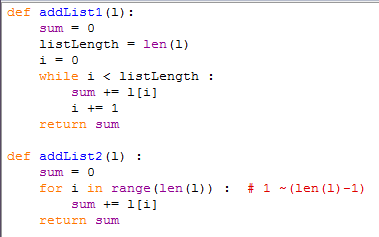 def addList1(l):
    sum = 0
    listLength = len(l)
    i = 0
    while i < listLength :
        sum += l[i]
        i += 1
    return sum

def addList2(l) :
    sum = 0
    for i in range(len(l)) :  # 1 ~(len(l)-1)
        sum += l[i]
    return sum